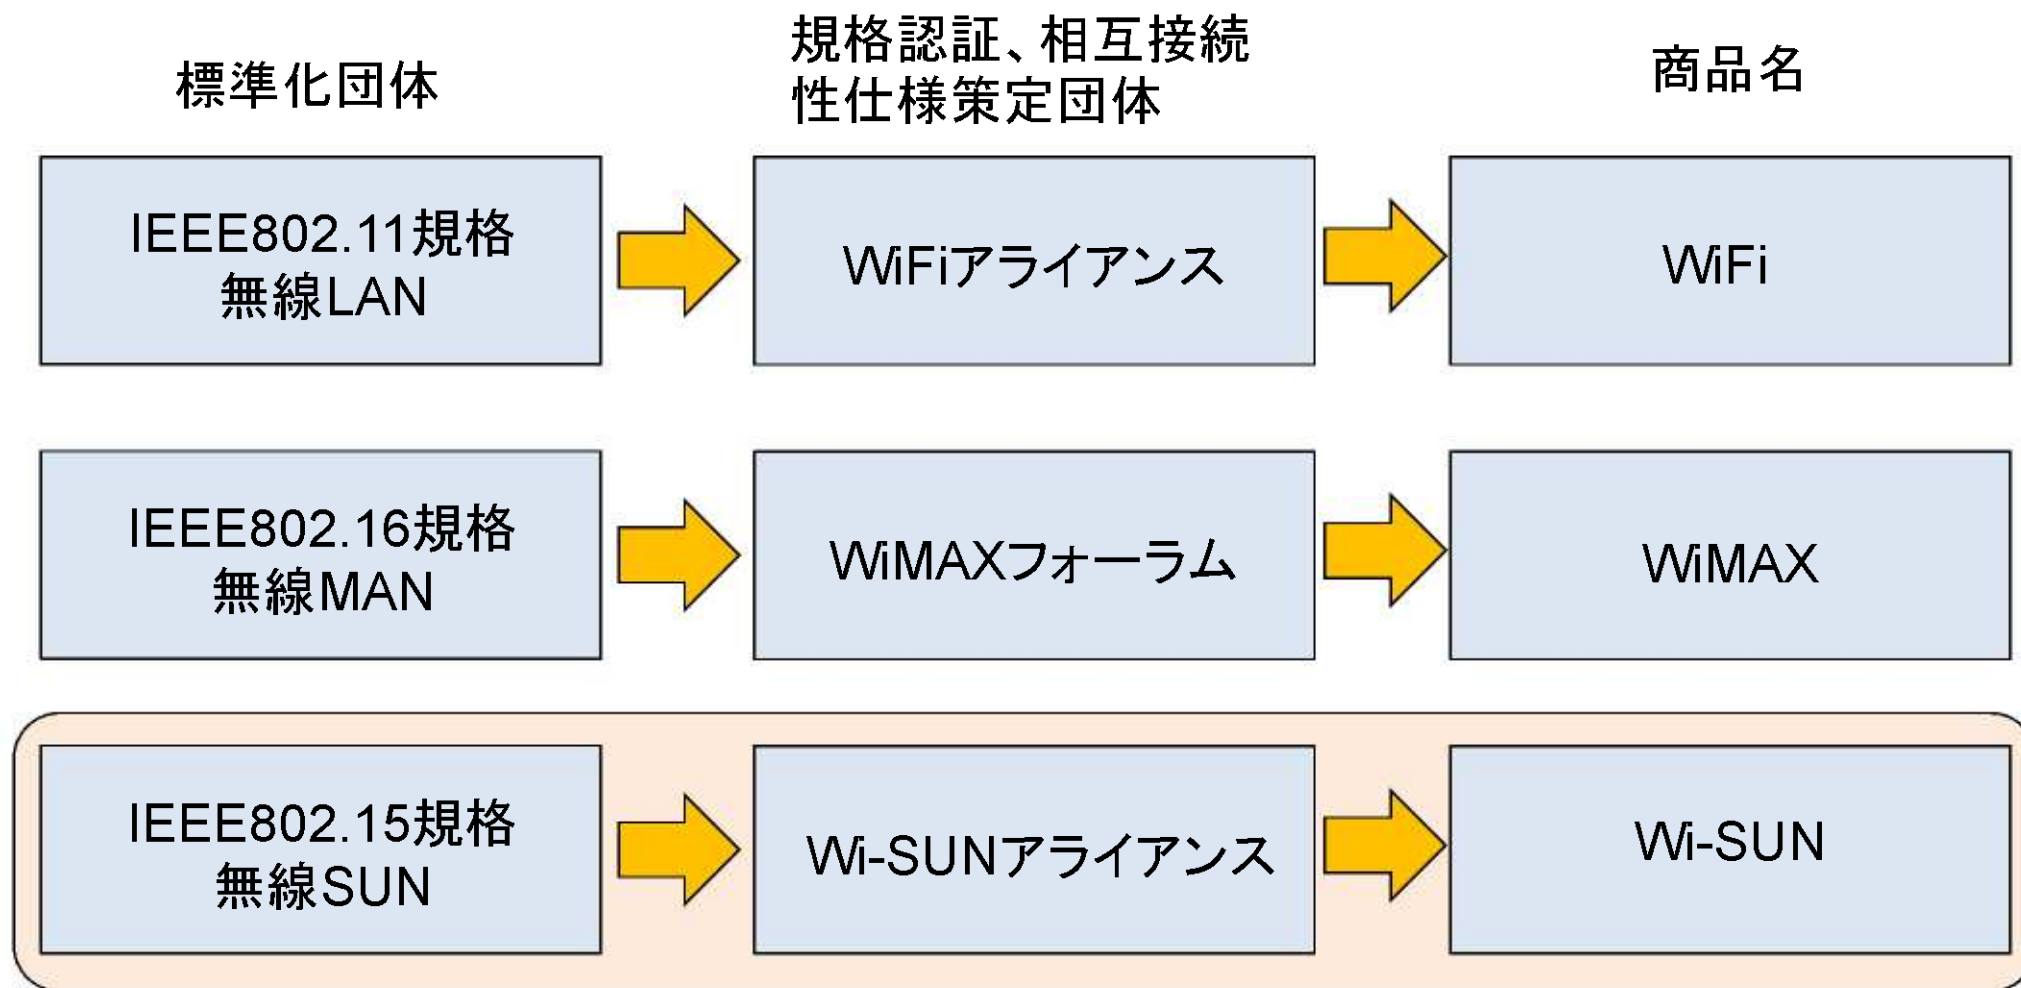 標準化団体
規格認証、相互接続
性仕様策定団体
商品名
IEEE802.11規格
無線LAN
WiFiアライアンス
WiFi
IEEE802.16規格
無線MAN
WiMAXフォーラム
WiMAX
IEEE802.15規格
無線SUN
Wi-SUNアライアンス
Wi-SUN